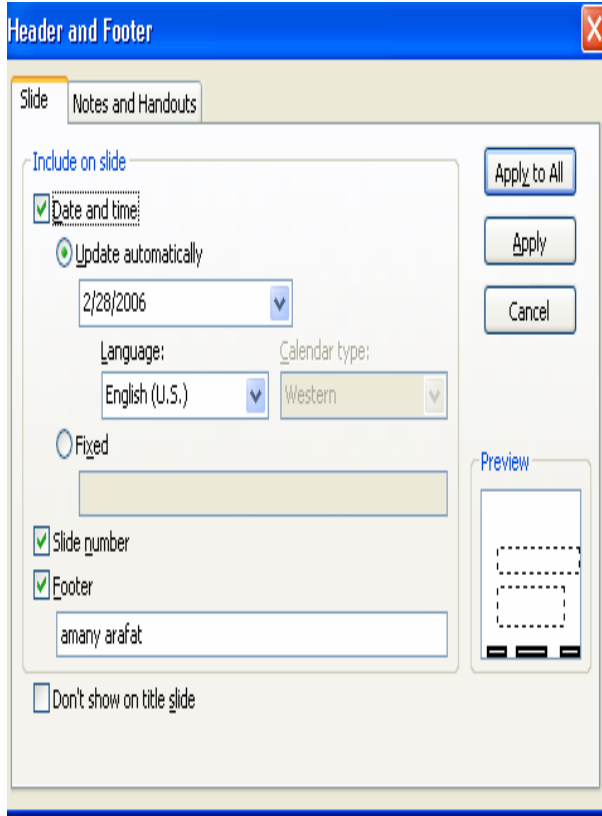 Header and Footer
Slide Notes and Handouts
Include on slide
Apply to All
Date and time
Update automatically
Apply
2/28/2006
Cancel
Language: Calendar type:
English (U.S.) Western
Fixed
Preview
Slide number
Footer
amany arafat
Don't show on title slide